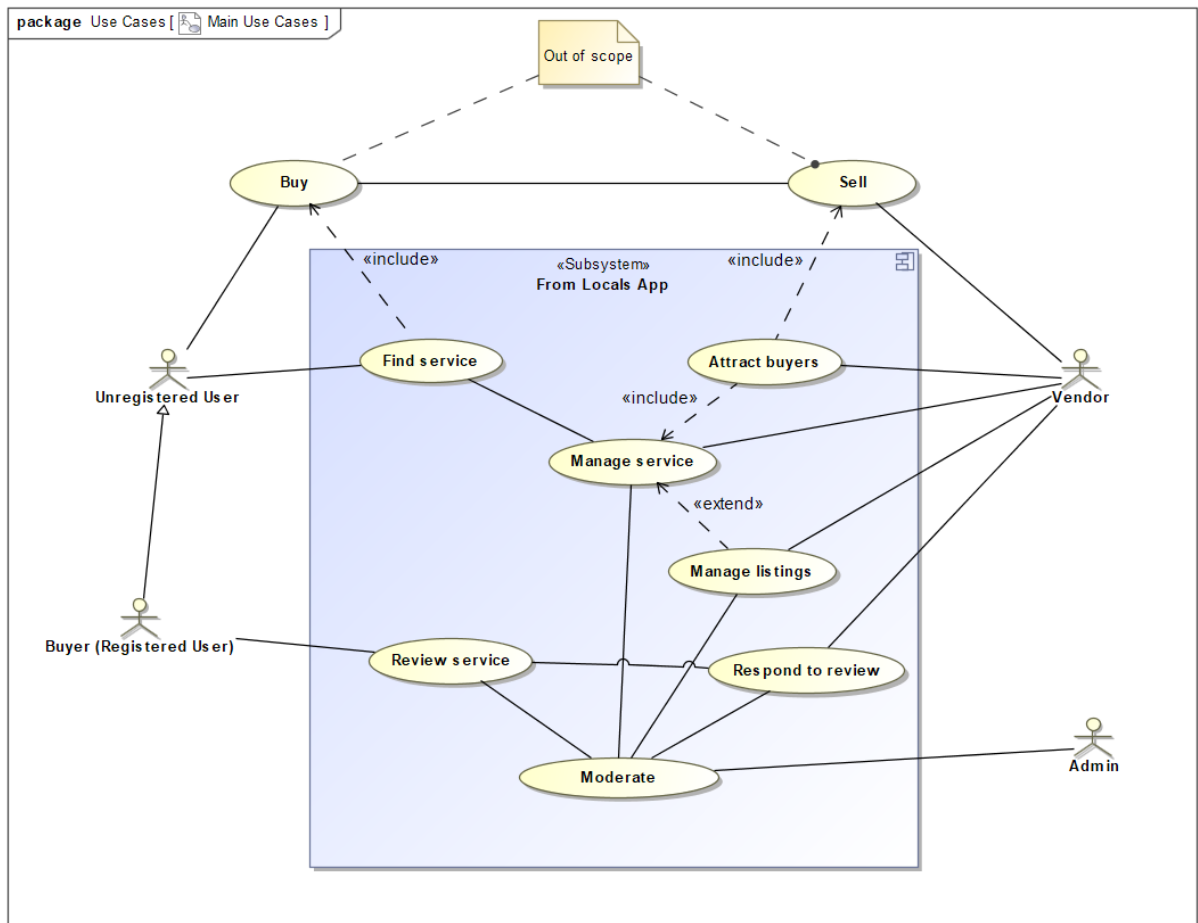 package Use Cases [ Main Use Cases ]
Out of scope
Buy
Sell
«include»
«include»
«Subsystem»
From Locals App
Find service
Attract buyers
Unregistered User
Vendor
«include»
Manage service
«extend»
Manage listings
Buyer (Registered User)
Review service
Respond to review
Moderate
Admin